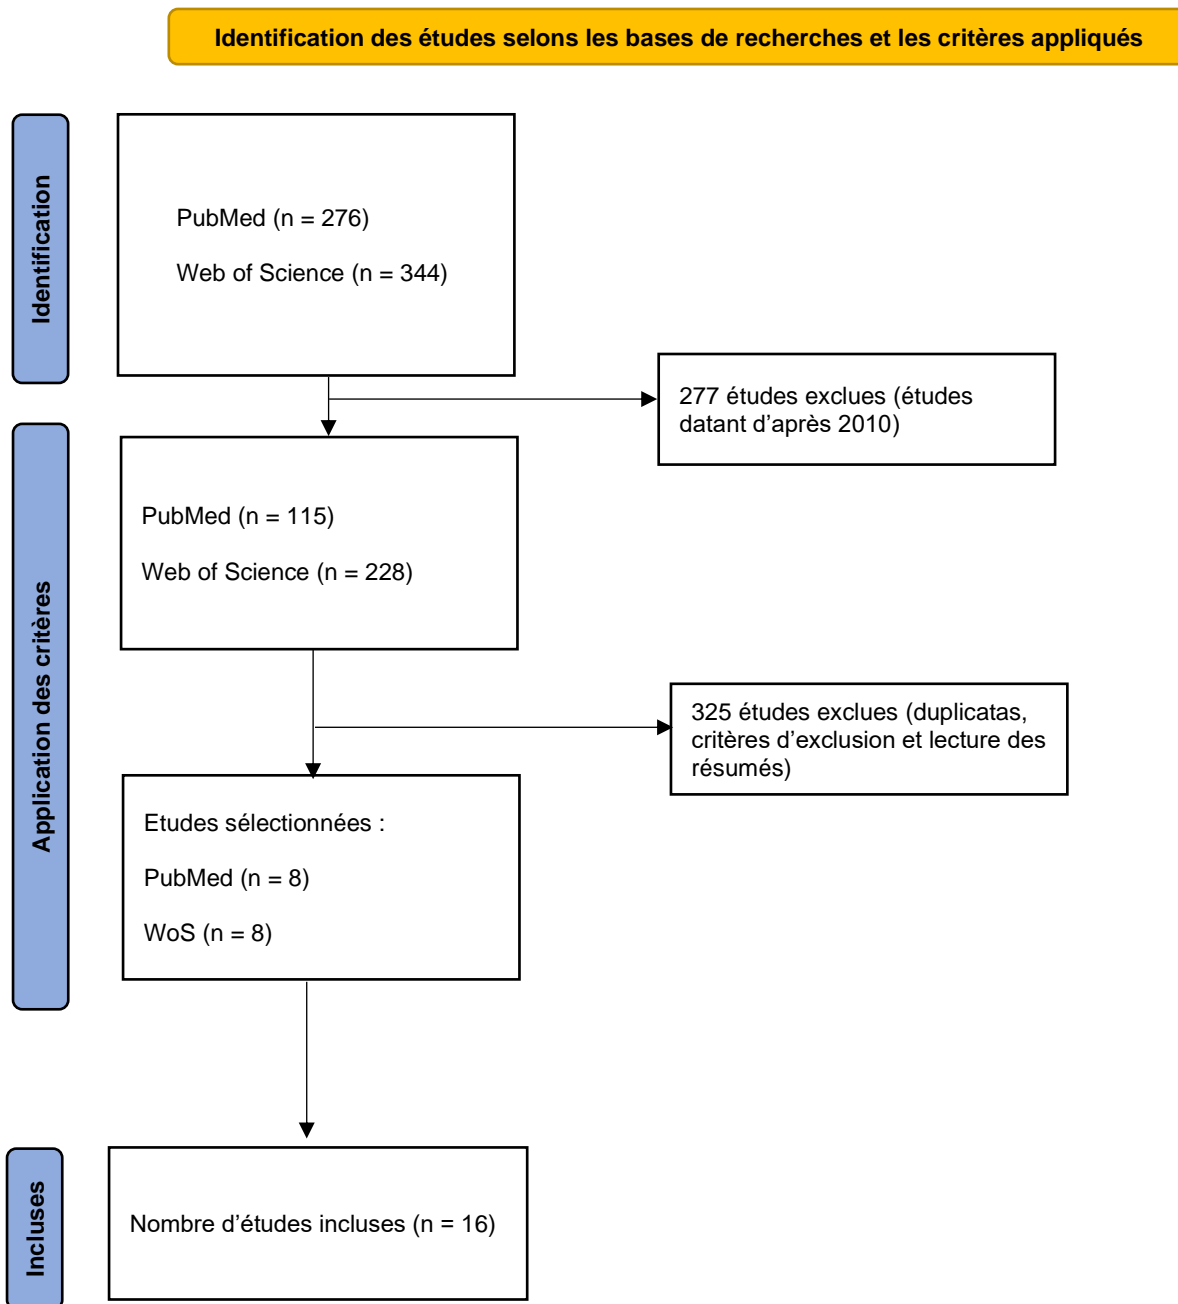 Identification des études selons les bases de recherches et les critères appliqués
Identification
PubMed (n = 276)
Web of Science (n = 344)
277 études exclues (études
datant d’après 2010)
Application des critères
PubMed (n = 115)
Web of Science (n = 228)
325 études exclues (duplicatas,
critères d’exclusion et lecture des
résumés)
Etudes sélectionnées :
PubMed (n = 8)
WoS (n = 8)
Incluses
Nombre d’études incluses (n = 16)